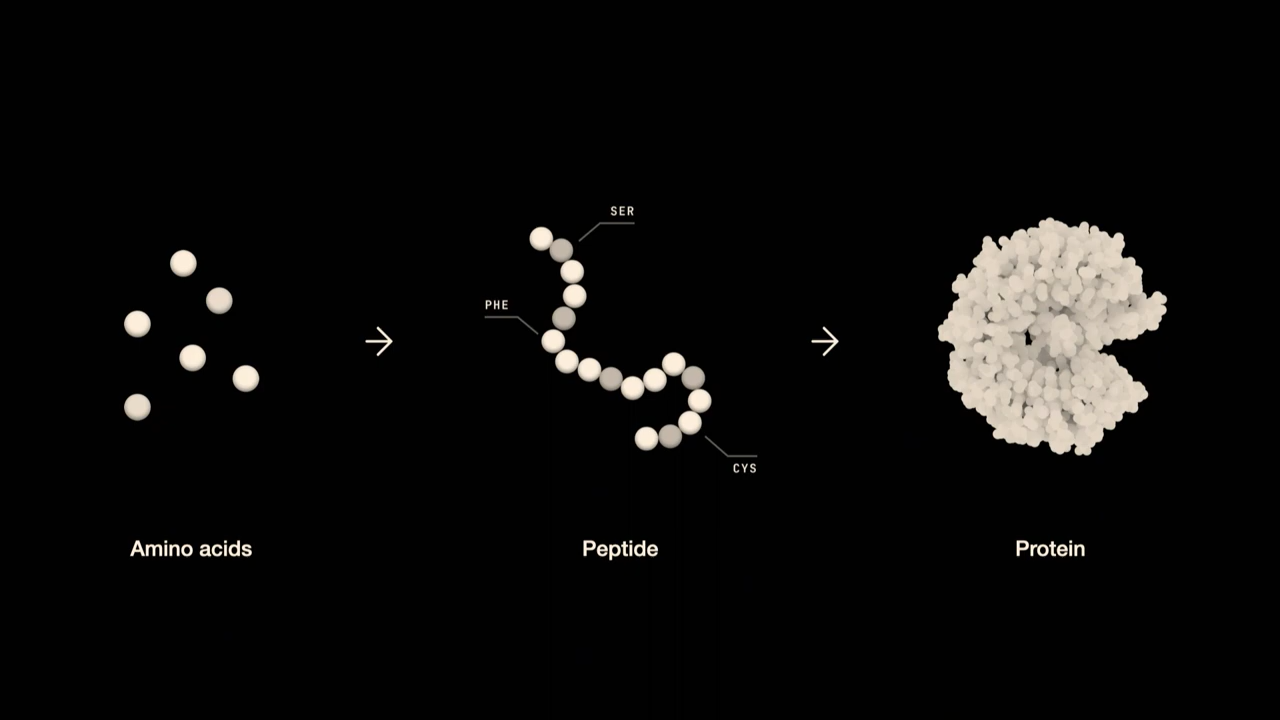 SER
PHE
CYS
Amino acids
Peptide
Protein